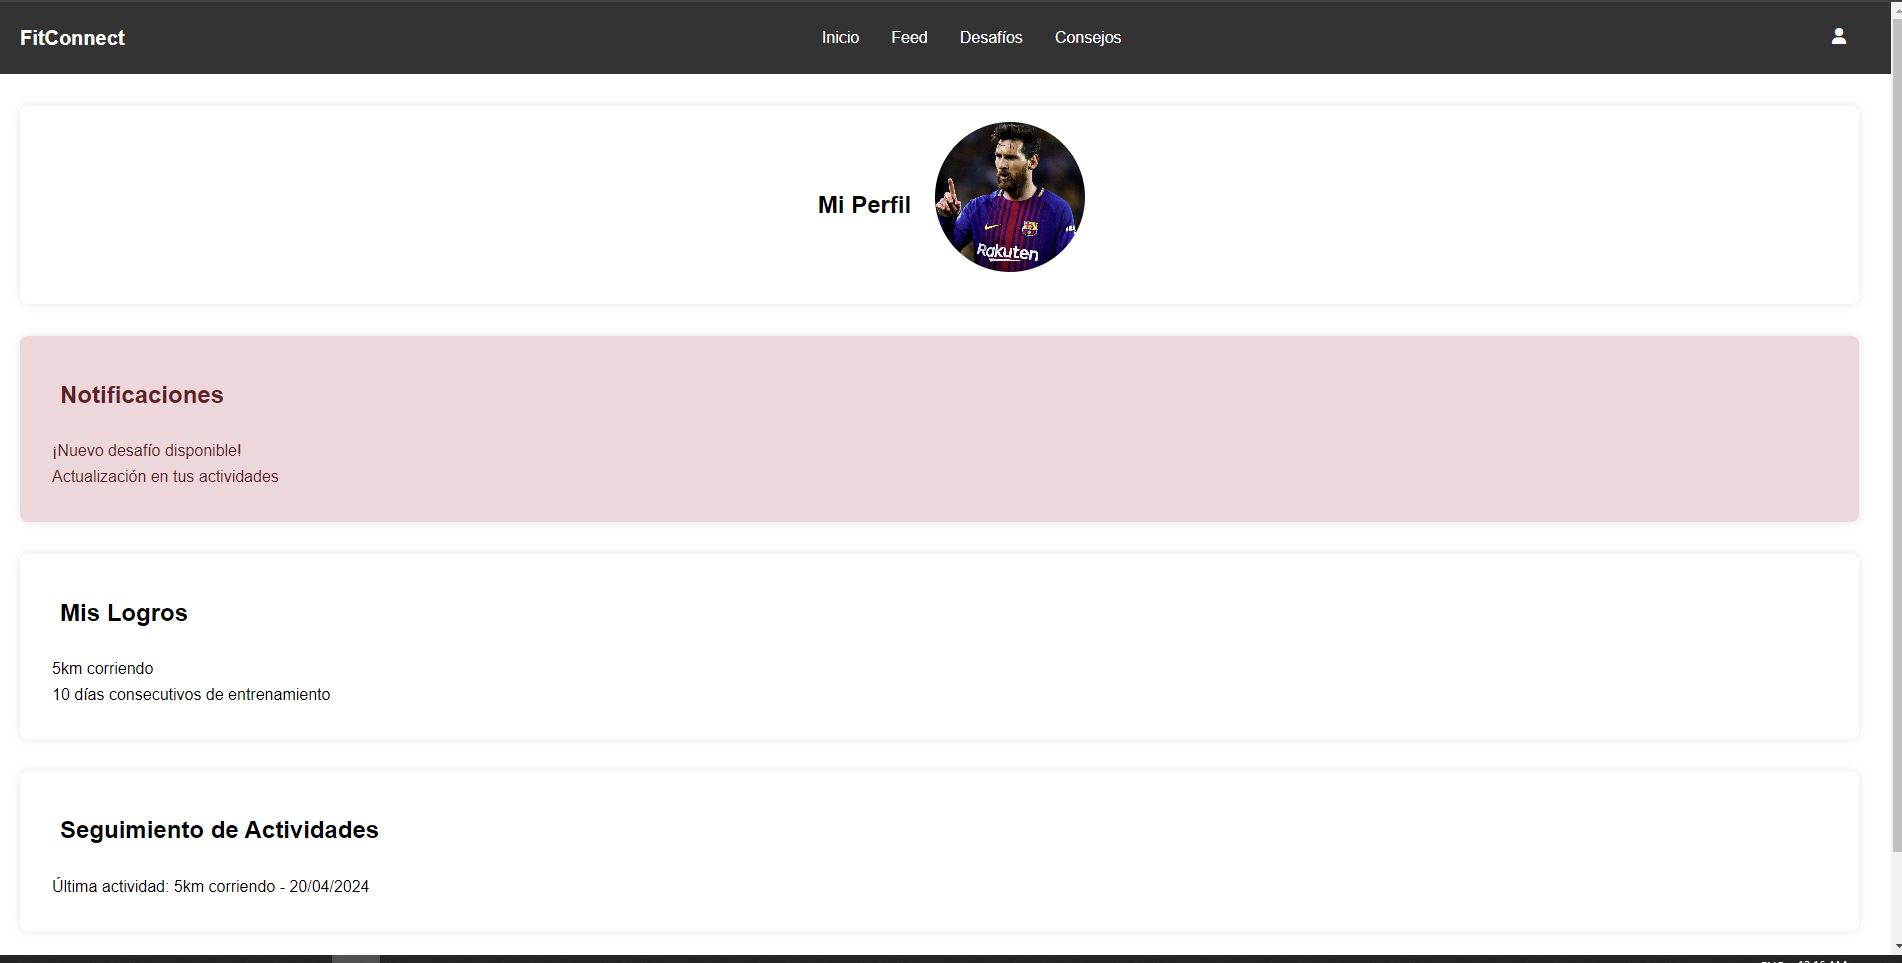 FitConnect
Inicio Feed Desafíos Consejos
Mi Perfil
Rakuten
Notificaciones
¡Nuevo desafío disponible!
Actualización en tus actividades
Mis Logros
5km corriendo
10 días consecutivos de entrenamiento
Seguimiento de Actividades
Última actividad: 5km corriendo - 20/04/2024